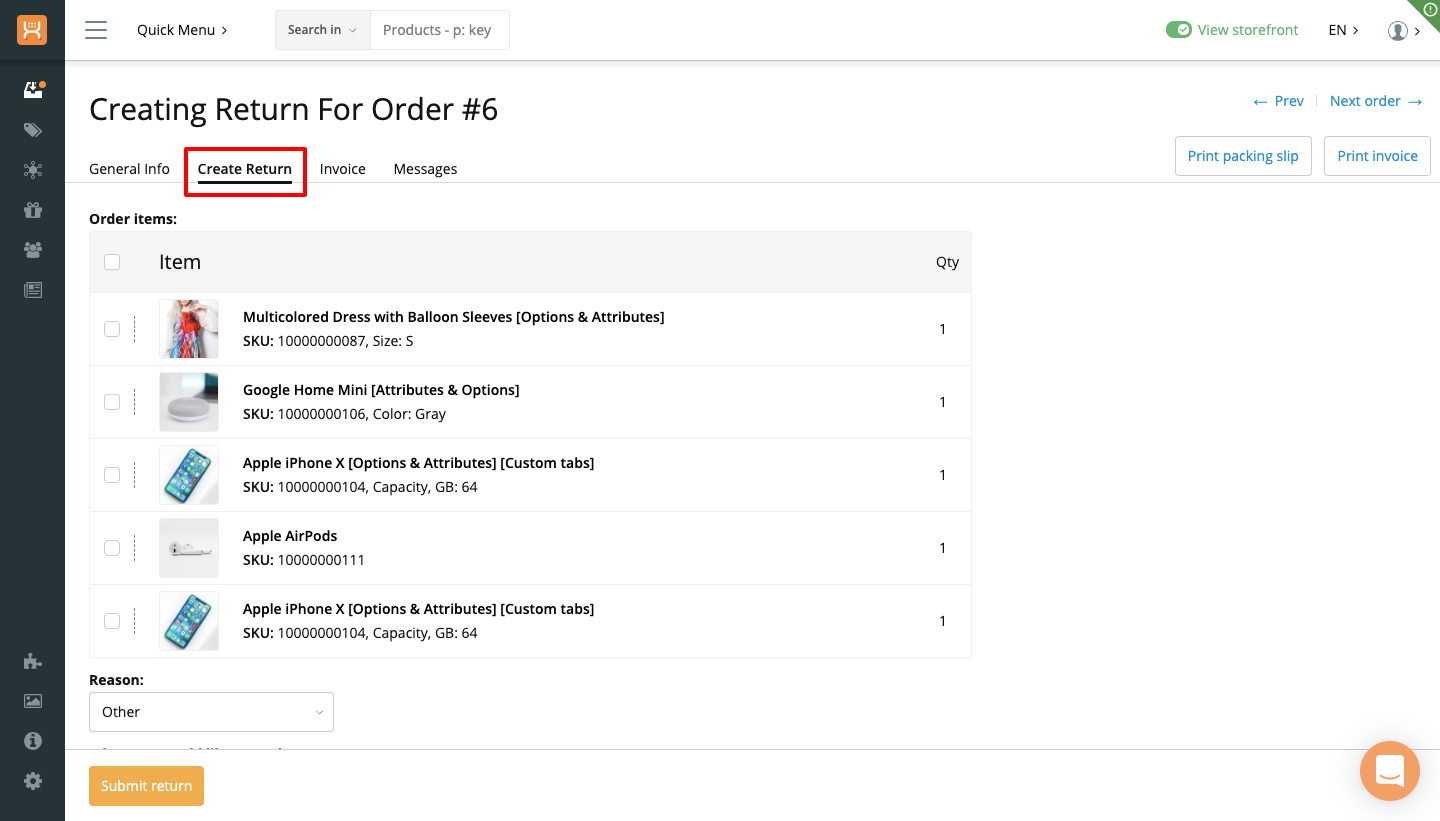 Quick Menu
Search in
Products - p: key
View storefront
EN
Creating Return For Order #6
← Prev
Next order →
General Info
Create Return
Invoice
Messages
Print packing slip
Print invoice
Order items:
Item
Qty
Multicolored Dress with Balloon Sleeves [Options & Attributes]
SKU: 10000000087, Size: S
1
Google Home Mini [Attributes & Options]
SKU: 10000000106, Color: Gray
1
Apple iPhone X [Options & Attributes] [Custom tabs]
SKU: 10000000104, Capacity, GB: 64
1
Apple AirPods
SKU: 10000000111
1
Apple iPhone X [Options & Attributes] [Custom tabs]
SKU: 10000000104, Capacity, GB: 64
1
Reason:
Other
Submit return